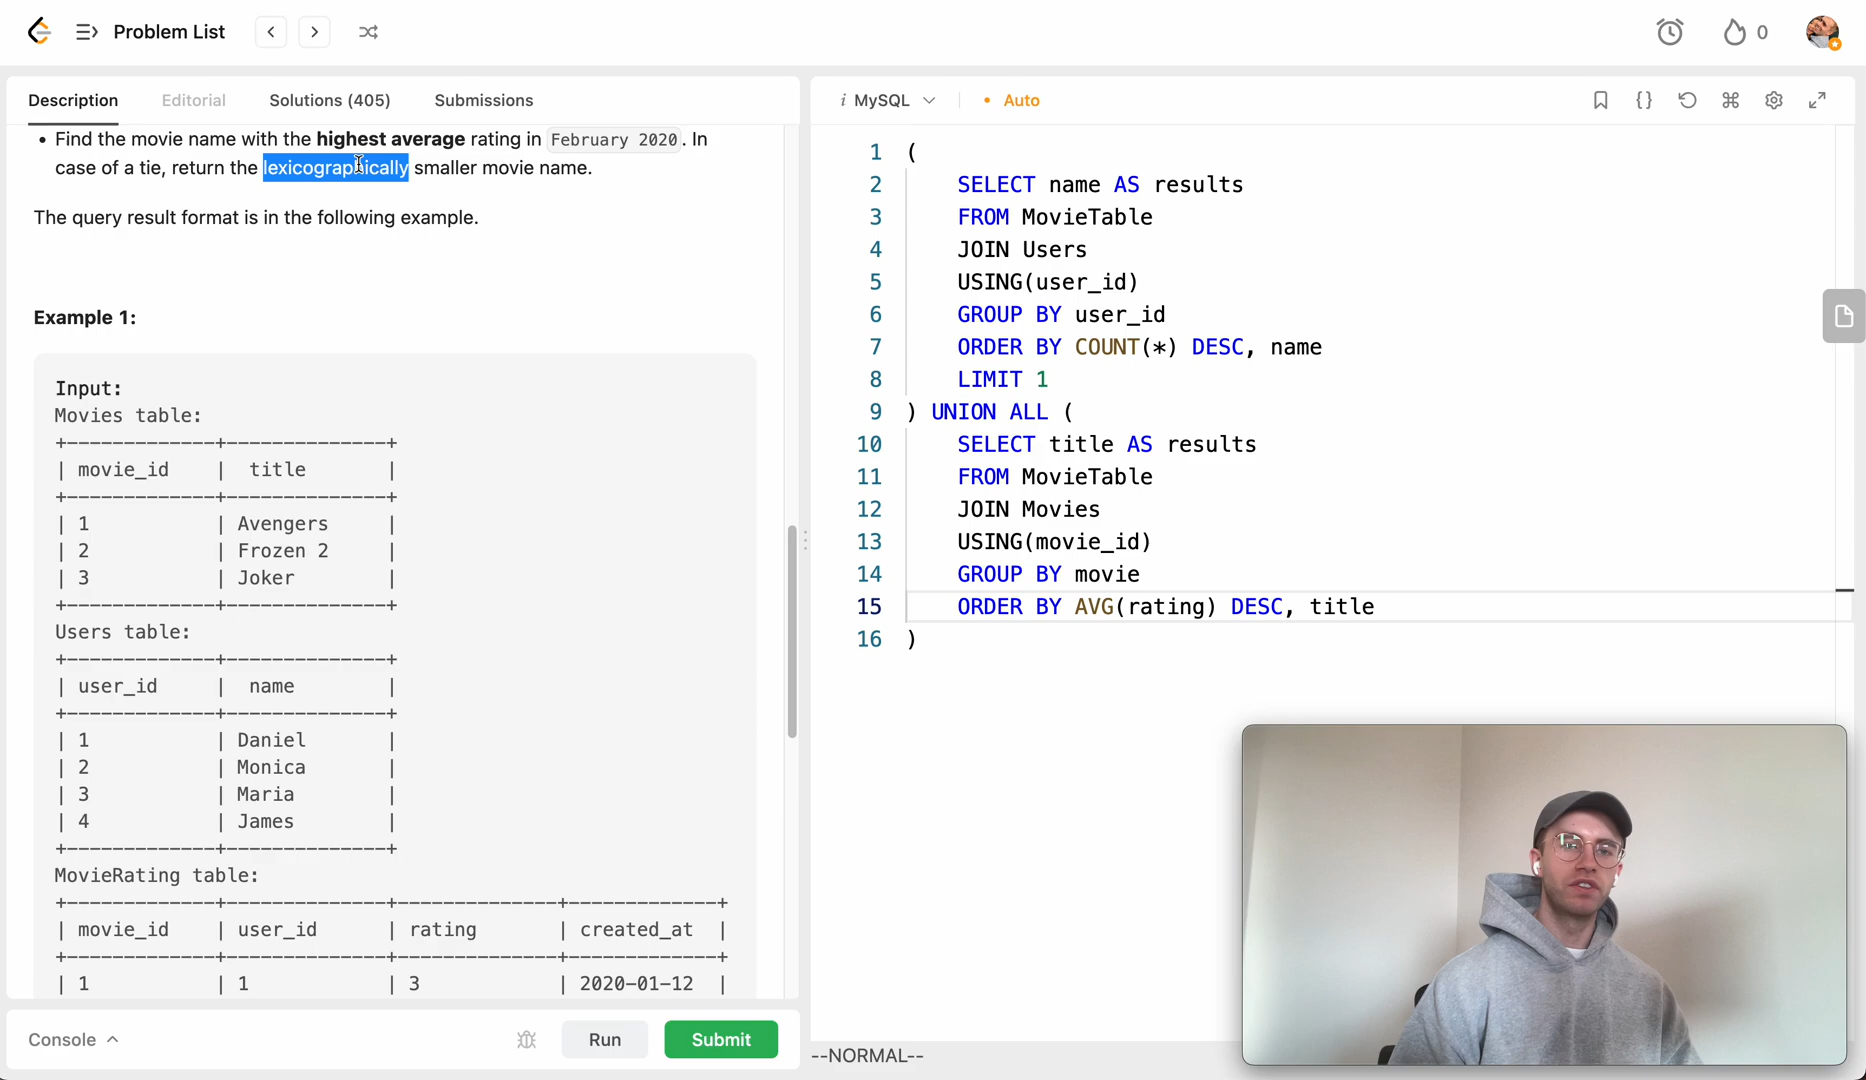 Problem List
0
Description Editorial Solutions (405) Submissions
• Find the movie name with the highest average rating in February 2020. In
case of a tie, return the lexicographically smaller movie name.
The query result format is in the following example.
Example 1:
Input:
Movies table:
+-------------+--------------+
| movie_id    |  title       |
+-------------+--------------+
| 1           | Avengers     |
| 2           | Frozen 2     |
| 3           | Joker        |
+-------------+--------------+
Users table:
+-------------+--------------+
| user_id     |  name        |
+-------------+--------------+
| 1           | Daniel       |
| 2           | Monica       |
| 3           | Maria        |
| 4           | James        |
+-------------+--------------+
MovieRating table:
+-------------+--------------+--------------+-------------+
| movie_id    | user_id      | rating       | created_at  |
+-------------+--------------+--------------+-------------+
| 1           | 1            | 3            | 2020-01-12  |
Console
Run
Submit
i MySQL • Auto
1 (
2 SELECT name AS results
3 FROM MovieTable
4 JOIN Users
5 USING(user_id)
6 GROUP BY user_id
7 ORDER BY COUNT(*) DESC, name
8 LIMIT 1
9 ) UNION ALL (
10 SELECT title AS results
11 FROM MovieTable
12 JOIN Movies
13 USING(movie_id)
14 GROUP BY movie
15 ORDER BY AVG(rating) DESC, title
16 )
--NORMAL--